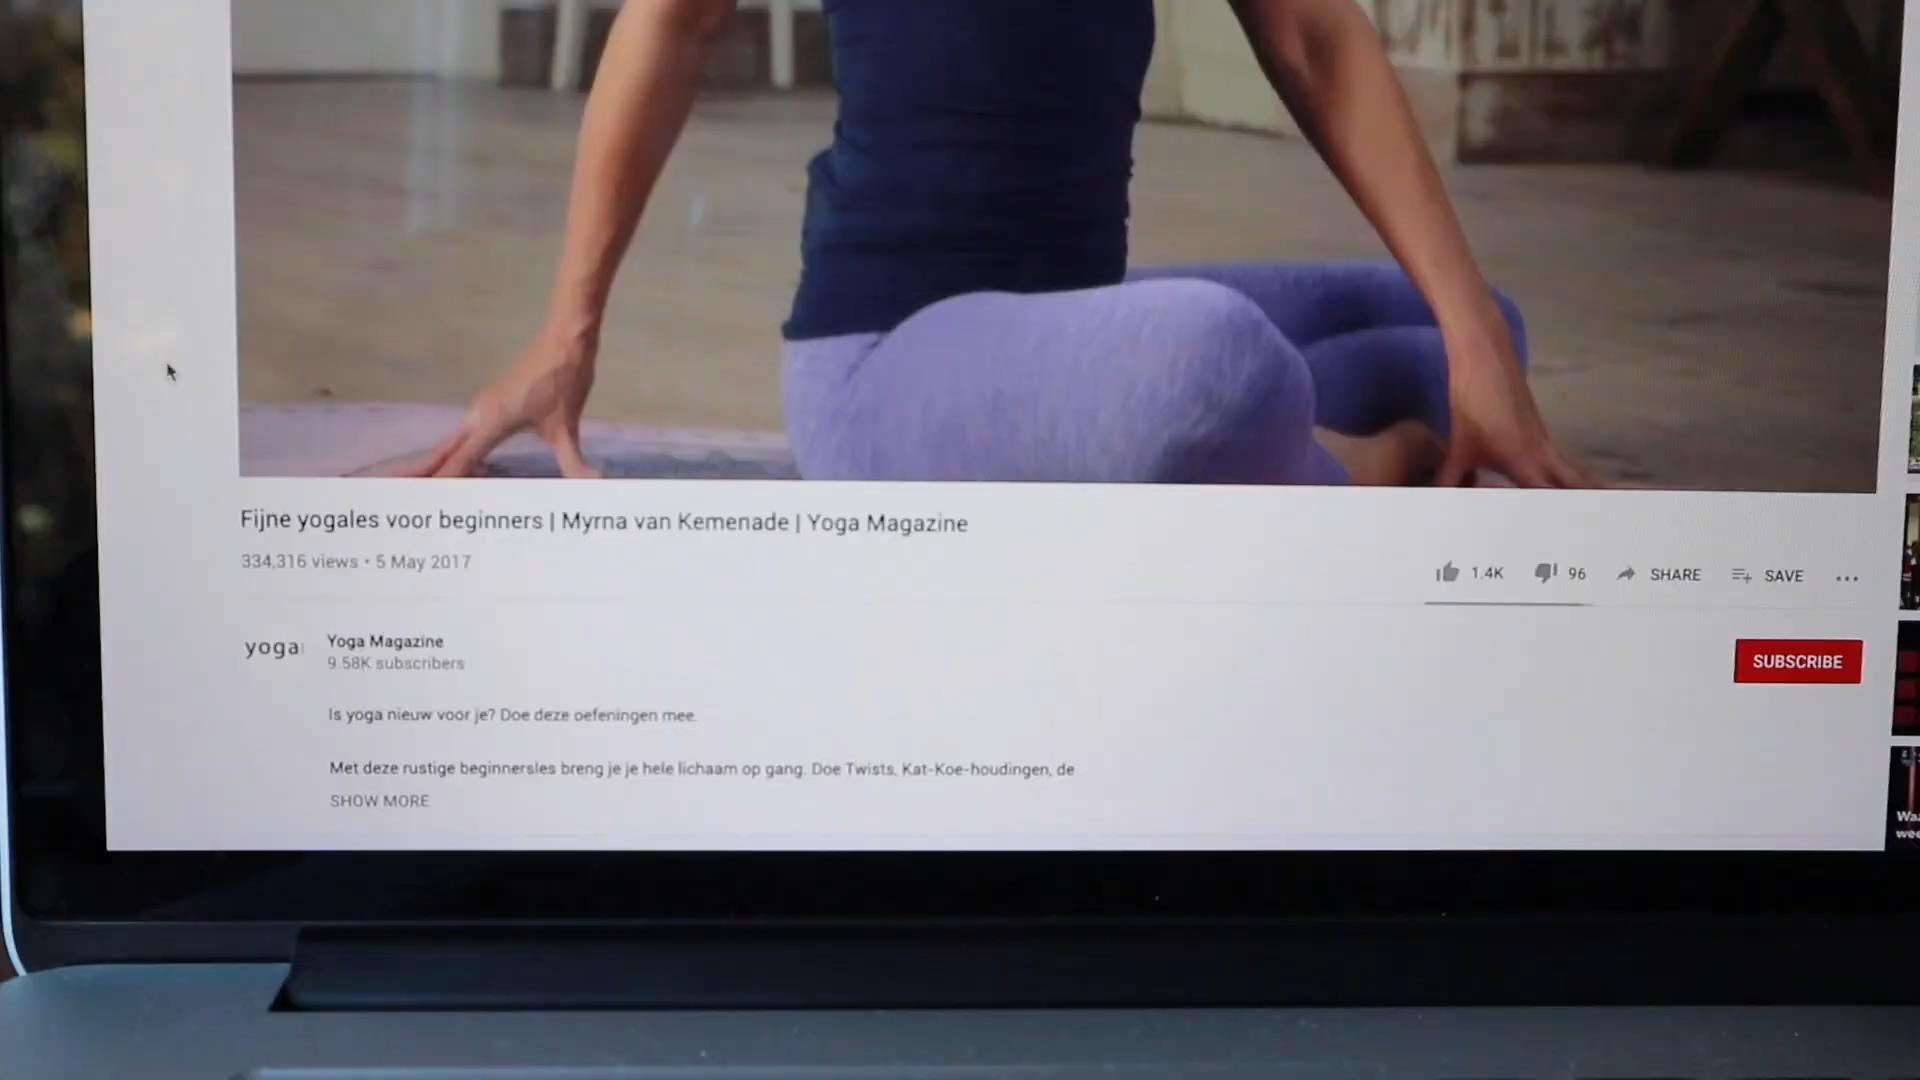 Fijne yogales voor beginners | Myrna van Kemenade | Yoga Magazine
334,316 views • 5 May 2017
1.4K 96 SHARE SAVE
yoga
Yoga Magazine
9.58K subscribers
SUBSCRIBE
Is yoga nieuw voor je? Doe deze oefeningen mee.
Met deze rustige beginnersles breng je je hele lichaam op gang. Doe Twists, Kat-Koe-houdingen, de
SHOW MORE